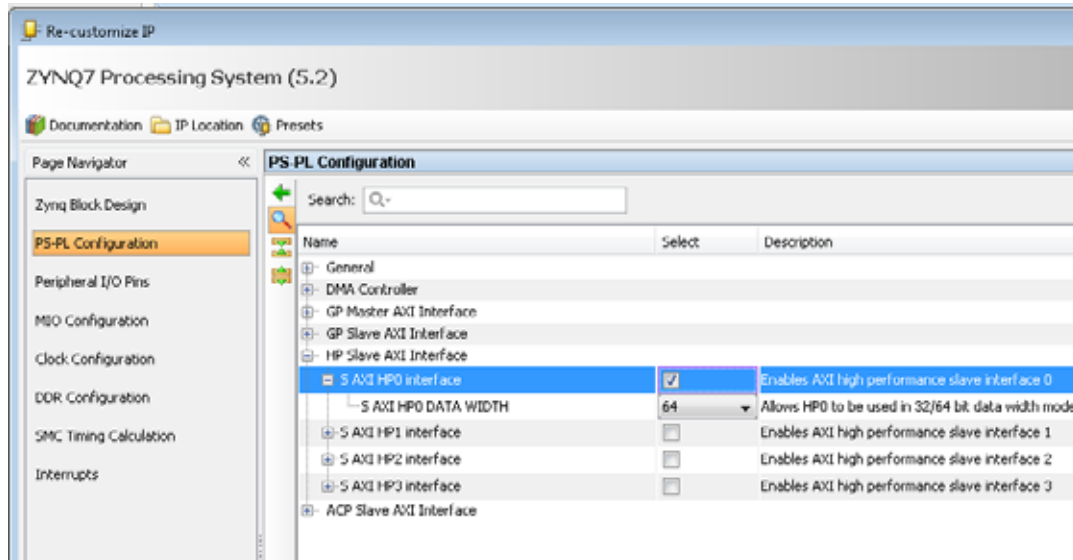 Re-customize IP
ZYNQ7 Processing System (5.2)
Documentation IP Location Presets
Page Navigator «
Zynq Block Design
PS-PL Configuration
Peripheral I/O Pins
MIO Configuration
Clock Configuration
DDR Configuration
SMC Timing Calculation
Interrupts
PS-PL Configuration
Search:
Name Select Description
General
DMA Controller
GP Master AXI Interface
GP Slave AXI Interface
HP Slave AXI Interface
S AXI HP0 interface Enables AXI high performance slave interface 0
S AXI HP0 DATA WIDTH 64 Allows HP0 to be used in 32/64 bit data width mode
S AXI HP1 interface Enables AXI high performance slave interface 1
S AXI HP2 interface Enables AXI high performance slave interface 2
S AXI HP3 interface Enables AXI high performance slave interface 3
ACP Slave AXI Interface